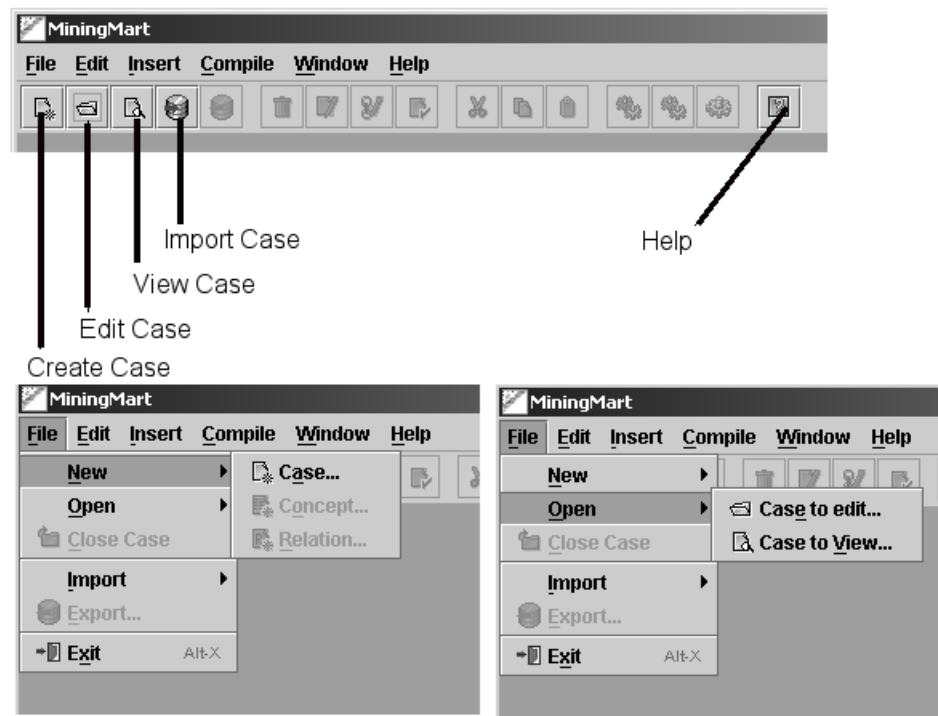 MiningMart
File Edit Insert Compile Window Help
Import Case
Help
View Case
Edit Case
Create Case
MiningMart
File Edit Insert Compile Window Help
New
Case...
Open
Concept...
Close Case
Relation...
Import
Export...
Exit Alt-X
MiningMart
File Edit Insert Compile Window Help
New
Open
Case to edit...
Close Case
Case to View...
Import
Export...
Exit Alt-X